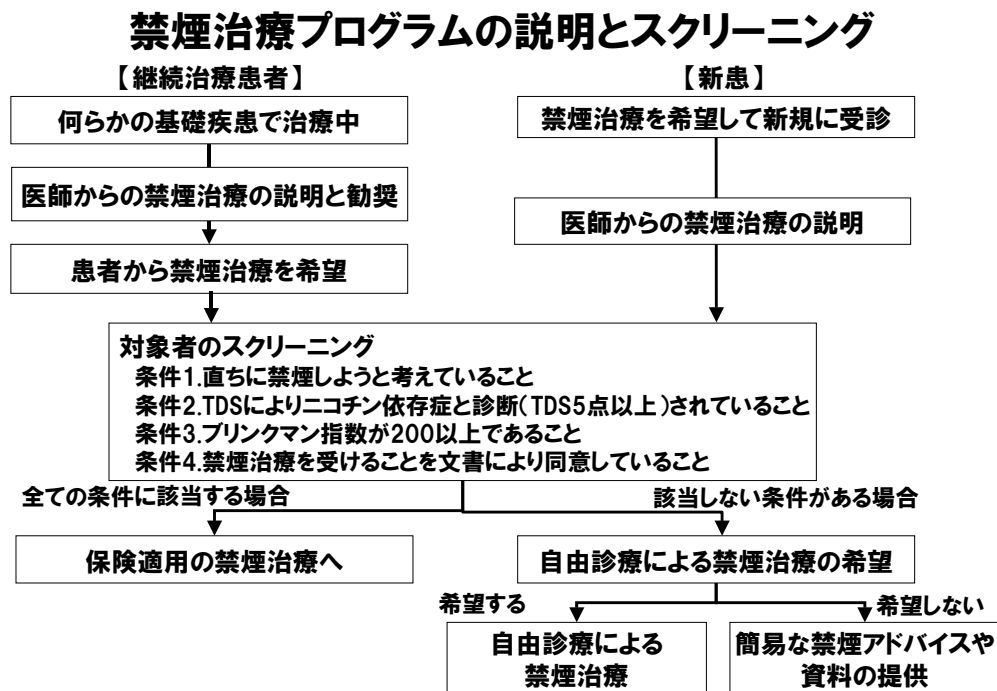 禁煙治療プログラムの説明とスクリーニング
【継続治療患者】
【新患】
何らかの基礎疾患で治療中
禁煙治療を希望して新規に受診
医師からの禁煙治療の説明と勧奨
医師からの禁煙治療の説明
患者から禁煙治療を希望
対象者のスクリーニング
条件1.直ちに禁煙しようと考えていること
条件2.TDSによりニコチン依存症と診断(TDS5点以上)されていること
条件3.ブリンクマン指数が200以上であること
条件4.禁煙治療を受けることを文書により同意していること
全ての条件に該当する場合
該当しない条件がある場合
保険適用の禁煙治療へ
自由診療による禁煙治療の希望
希望する
希望しない
自由診療による
禁煙治療
簡易な禁煙アドバイスや
資料の提供